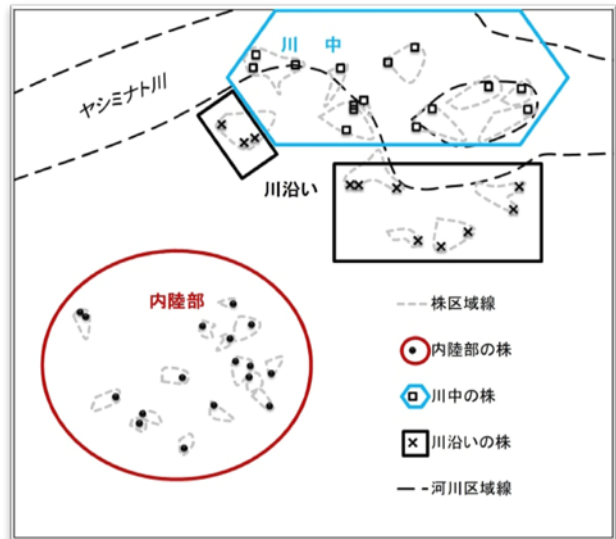 川 中
ヤシミナト川
川沿い
内陸部
株区域線
内陸部の株
川中の株
川沿いの株
河川区域線